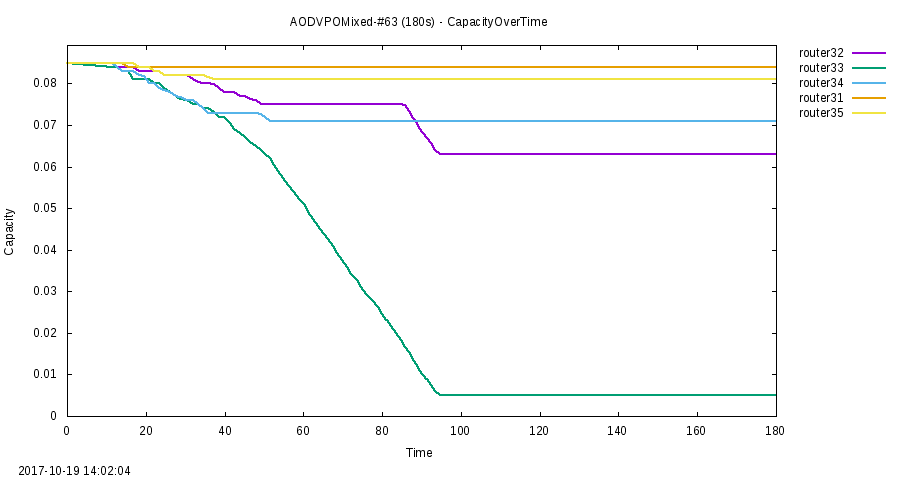 AODVPOMixed-#63 (180s) - CapacityOverTime
router32
router33
router34
router31
router35
0.08
0.07
0.06
0.05
0.04
0.03
0.02
0.01
0
Capacity
0 20 40 60 80 100 120 140 160 180
Time
2017-10-19 14:02:04